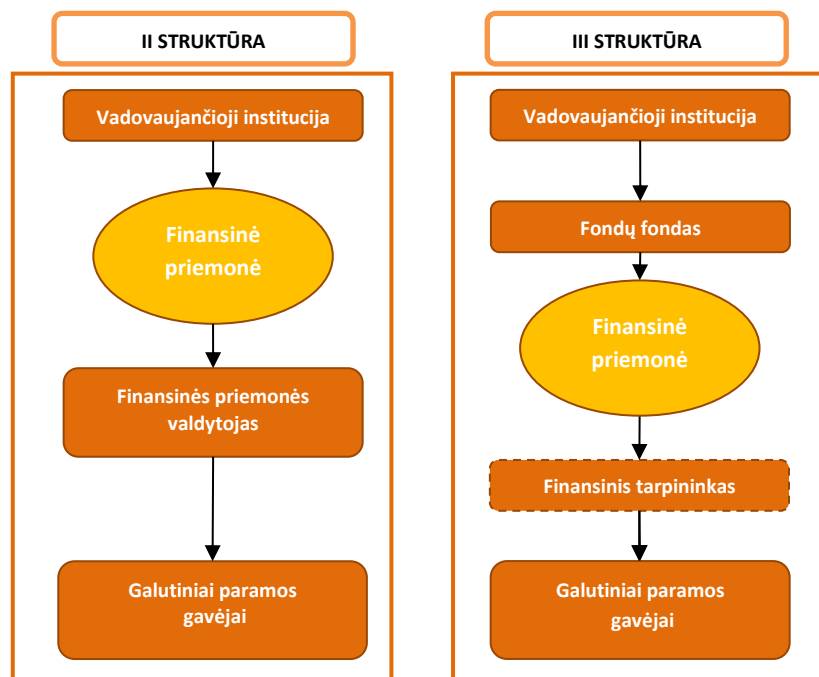 II STRUKTŪRA
Vadovaujančioji institucija
Finansinė
priemonė
Finansinės priemonės
valdytojas
Galutiniai paramos
gavėjai
III STRUKTŪRA
Vadovaujančioji institucija
Fondų fondas
Finansinė
priemonė
Finansinis tarpininkas
Galutiniai paramos
gavėjai